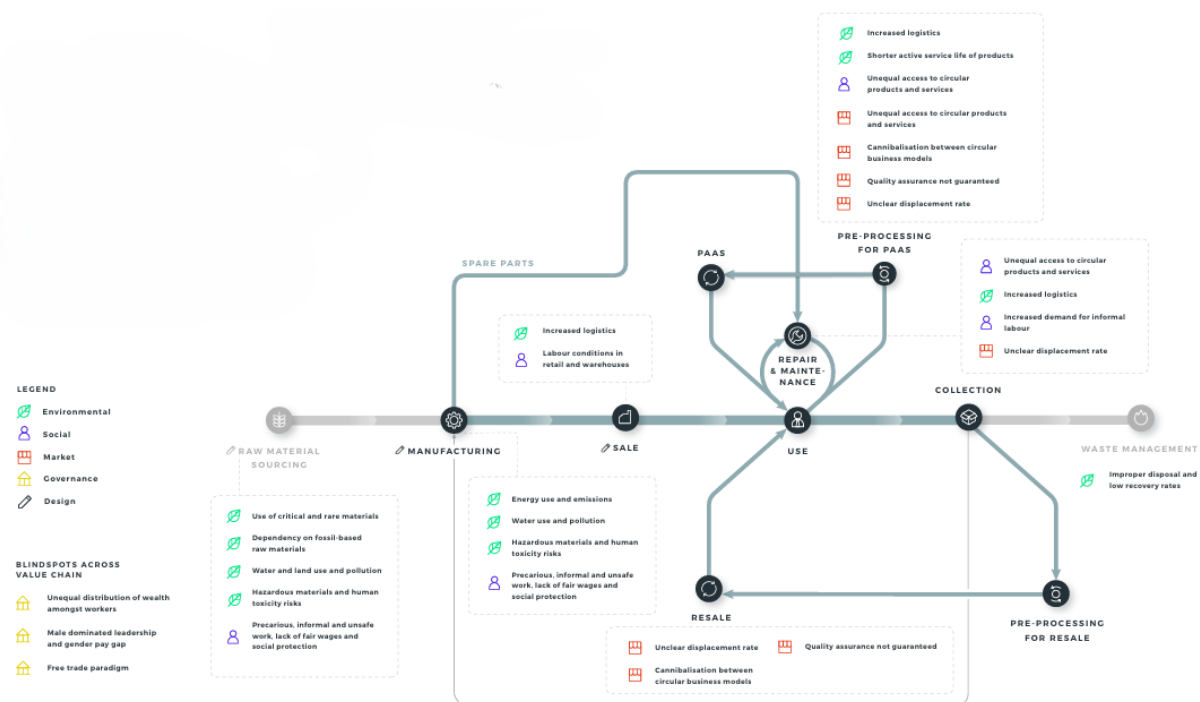 Increased logistics
Shorter active service life of products
Unequal access to circular
products and services
Unequal access to circular products
and services
Cannibalisation between circular
business models
Quality assurance not guaranteed
Unclear displacement rate
PRE-PROCESSING
FOR PAAS
PAAS
SPARE PARTS
Unequal access to circular
products and services
Increased logistics
Increased demand for informal
labour
Unclear displacement rate
Increased logistics
Labour conditions in
retail and warehouses
REPAIR
& MAINTE-
NANCE
COLLECTION
LEGEND
Environmental
Social
Market
Governance
Design
RAW MATERIAL
SOURCING
MANUFACTURING
SALE
USE
WASTE MANAGEMENT
Improper disposal and
low recovery rates
Use of critical and rare materials
Dependency on fossil-based
raw materials
Water and land use and pollution
Hazardous materials and human
toxicity risks
Precarious, informal and unsafe
work, lack of fair wages and
social protection
Energy use and emissions
Water use and pollution
Hazardous materials and human
toxicity risks
Precarious, informal and unsafe
work, lack of fair wages and
social protection
BLINDSPOTS ACROSS
VALUE CHAIN
Unequal distribution of wealth
amongst workers
Male dominated leadership
and gender pay gap
Free trade paradigm
RESALE
PRE-PROCESSING
FOR RESALE
Unclear displacement rate
Cannibalisation between
circular business models
Quality assurance not guaranteed